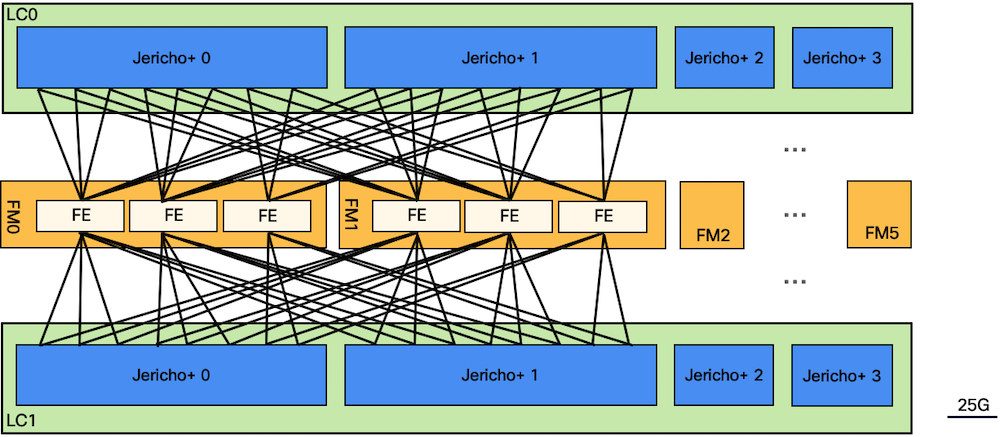 LC0
Jericho+ 0
Jericho+ 1
Jericho+ 2
Jericho+ 3
...
FM0
FE
FE
FE
FM1
FE
FE
FE
FM2
...
FM5
...
Jericho+ 0
Jericho+ 1
Jericho+ 2
Jericho+ 3
LC1
25G